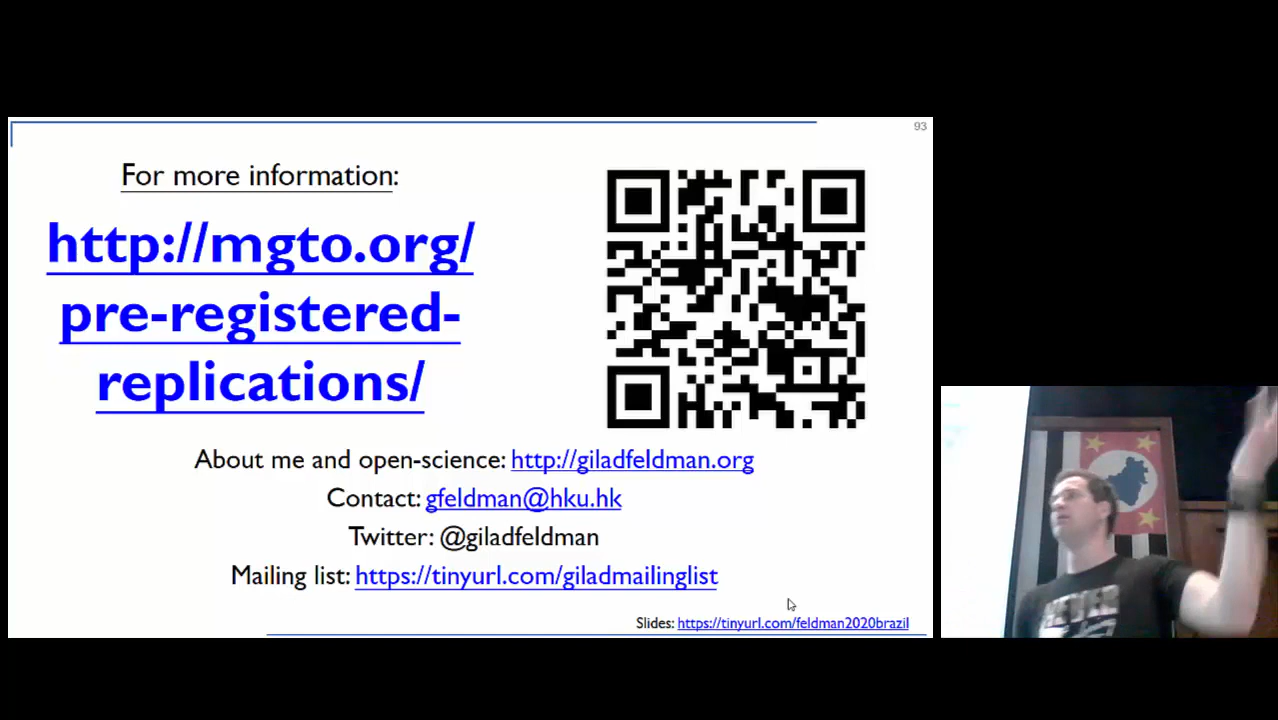 93
For more information:
http://mgto.org/
pre-registered-
replications/
About me and open-science: http://giladfeldman.org
Contact: gfeldman@hku.hk
Twitter: @giladfeldman
Mailing list: https://tinyurl.com/giladmailinglist
Slides: https://tinyurl.com/feldman2020brazil